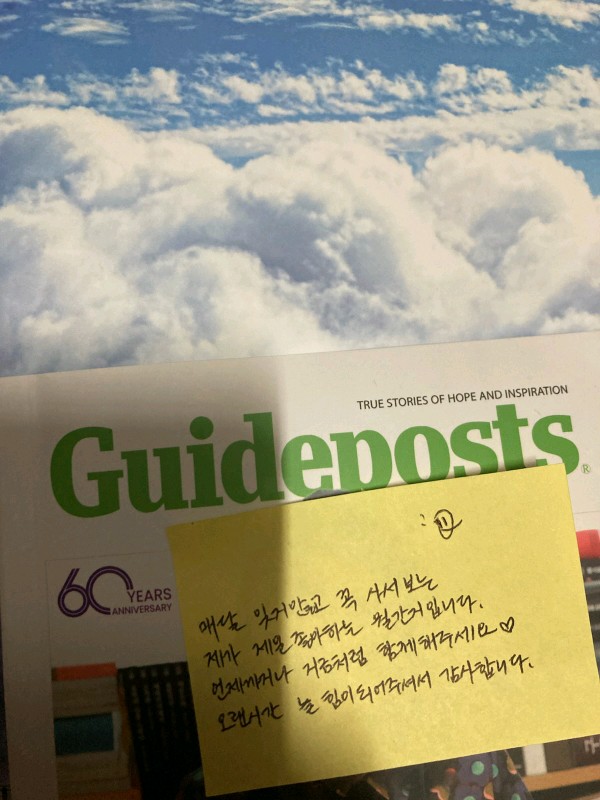 TRUE STORIES OF HOPE AND INSPIRATION
Guideposts®
60 YEARS
ANNIVERSARY
매달 잊지않고 꼭 사서 보는
제가 제일 좋아하는 월간지입니다.
언제까지나 지금처럼 함께해주세요♡
오랜시간 늘 힘이되어주셔서 감사합니다.